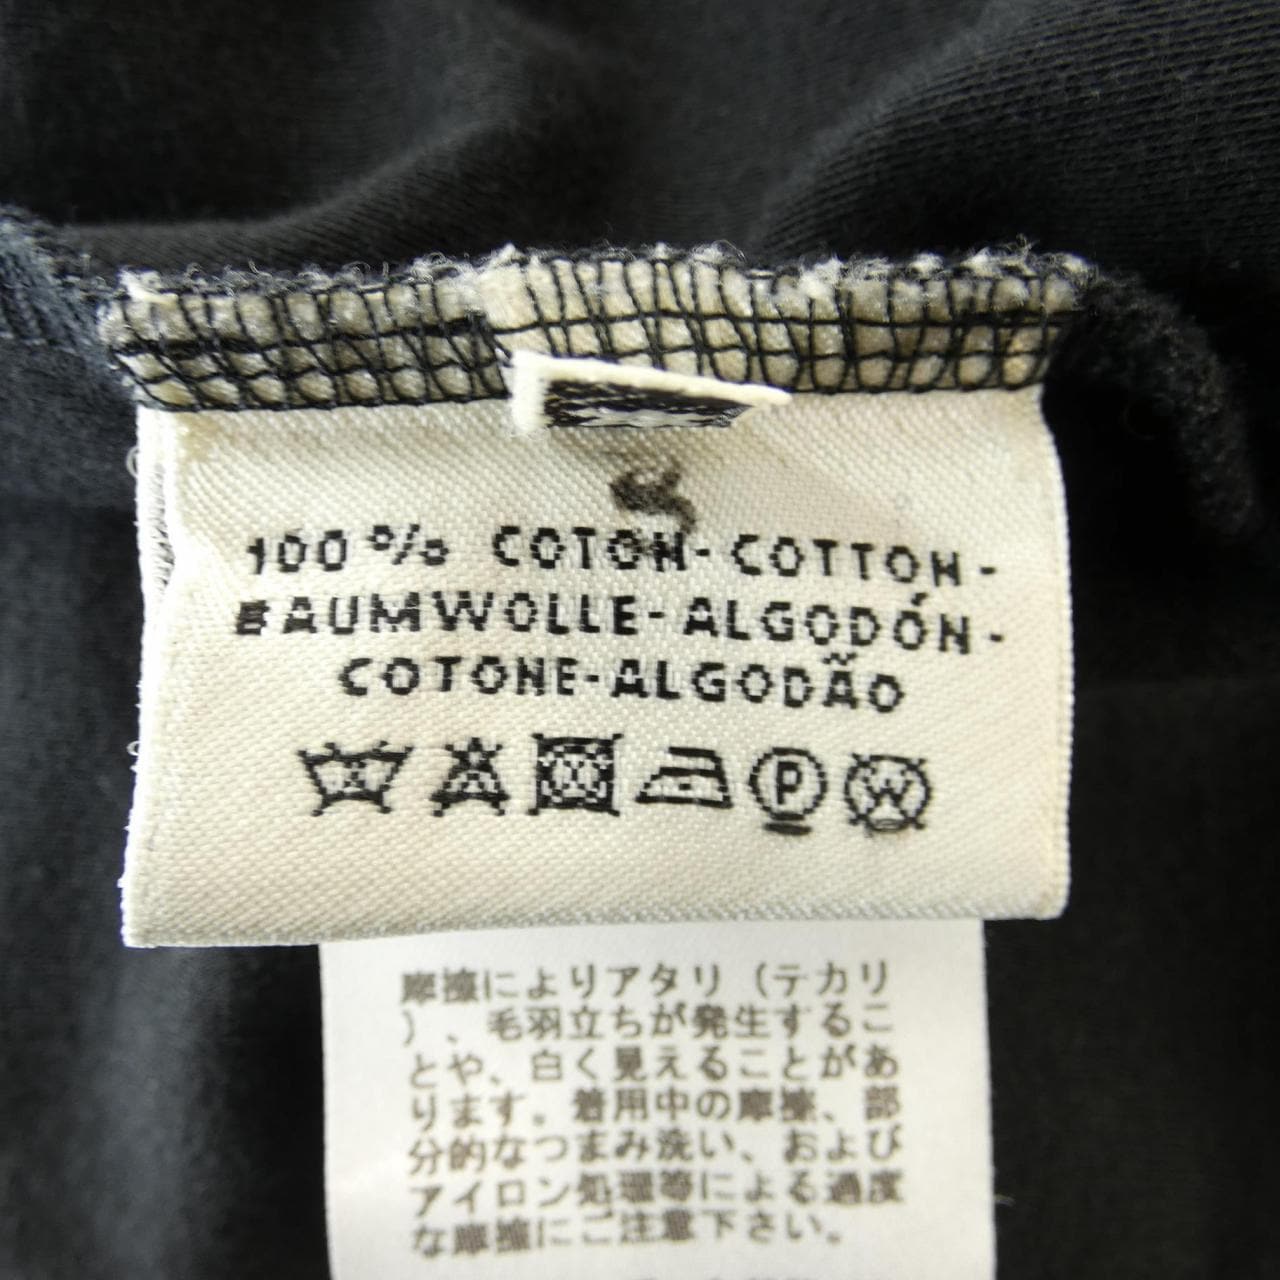 100% COTON-COTTON-
BAUMWOLLE-ALGODÓN-
COTONE-ALGODÃO
P
W
摩擦によりアタリ（テカリ
）、毛羽立ちが発生するこ
とや、白く見えることがあ
ります。着用中の摩擦、部
分的なつまみ洗い、および
アイロン処理等による過度
な摩擦にご注意下さい。